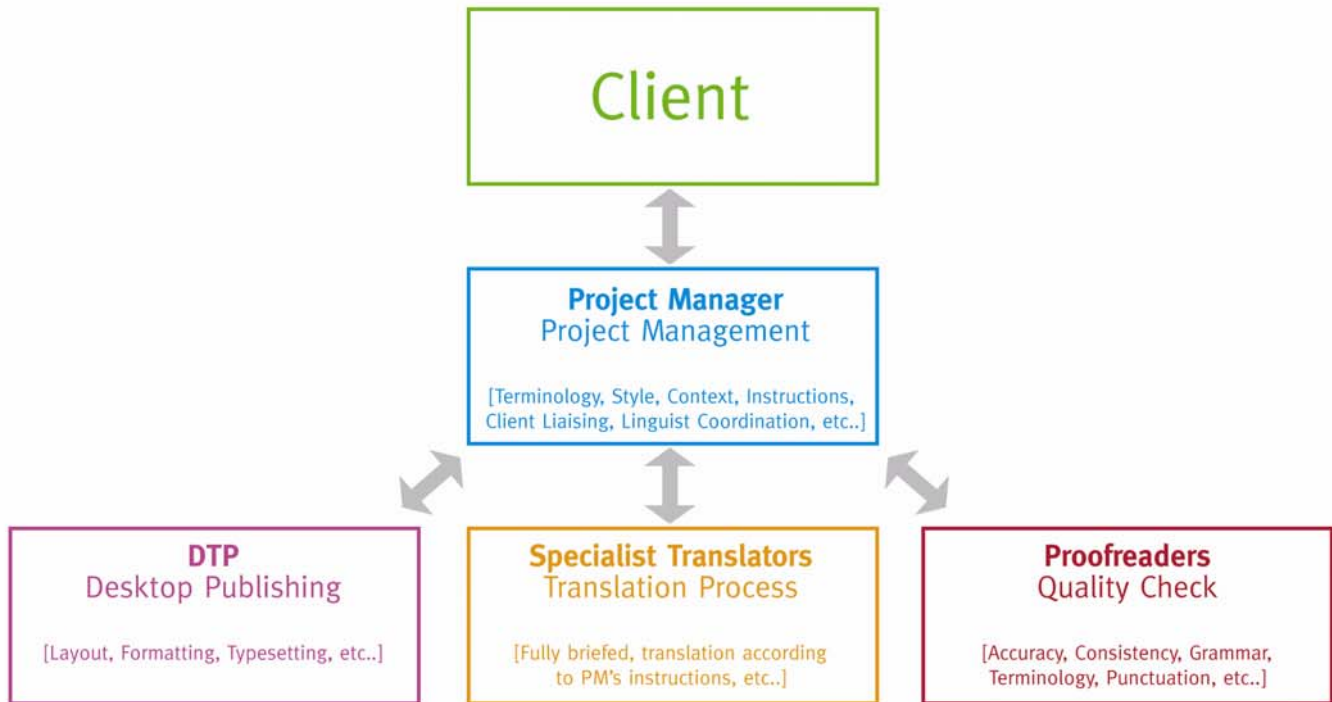 Client
Project Manager
Project Management
[Terminology, Style, Context, Instructions,
Client Liaising, Linguist Coordination, etc..]
DTP
Desktop Publishing
[Layout, Formatting, Typesetting, etc..]
Specialist Translators
Translation Process
[Fully briefed, translation according
to PM's instructions, etc..]
Proofreaders
Quality Check
[Accuracy, Consistency, Grammar,
Terminology, Punctuation, etc..]